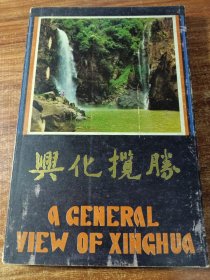 興化攬勝
A GENERAL
VIEW OF XINGHUA